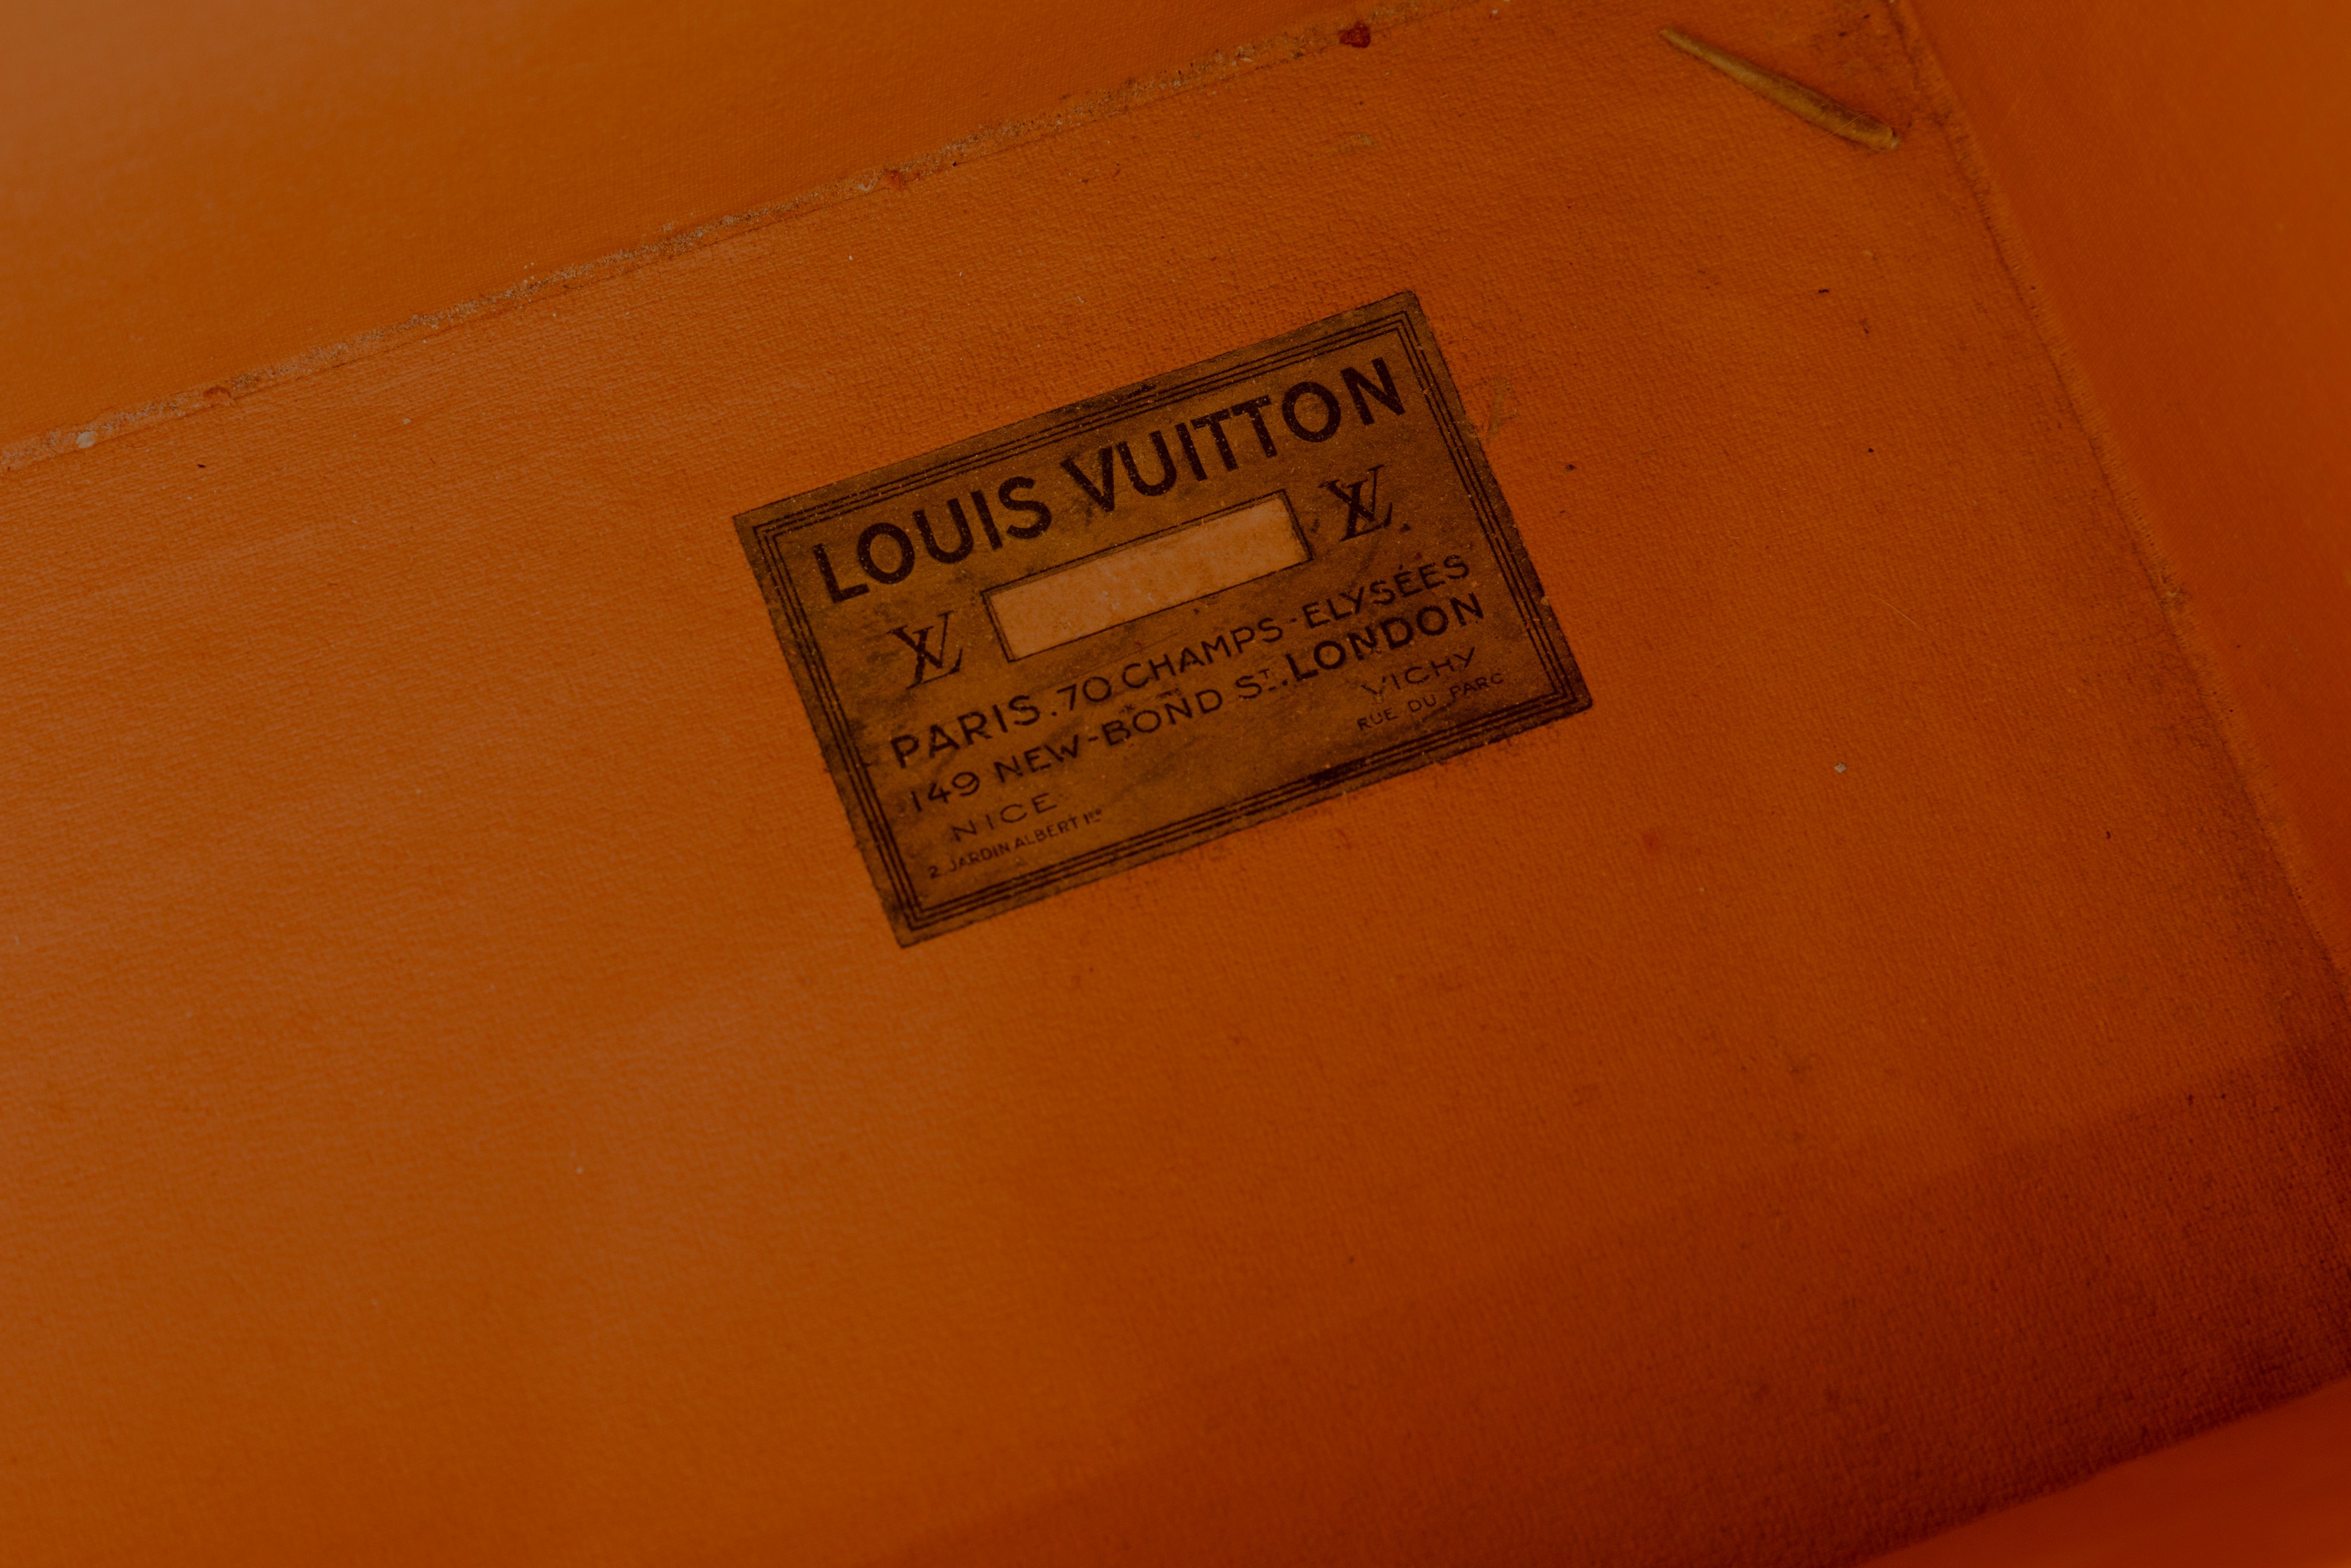 LOUIS VUITTON
LV LV
PARIS. 70 CHAMPS-ELYSÉES
149 NEW-BOND ST. LONDON
NICE VICHY
2 JARDIN ALBERT 1ER RUE DU PARC